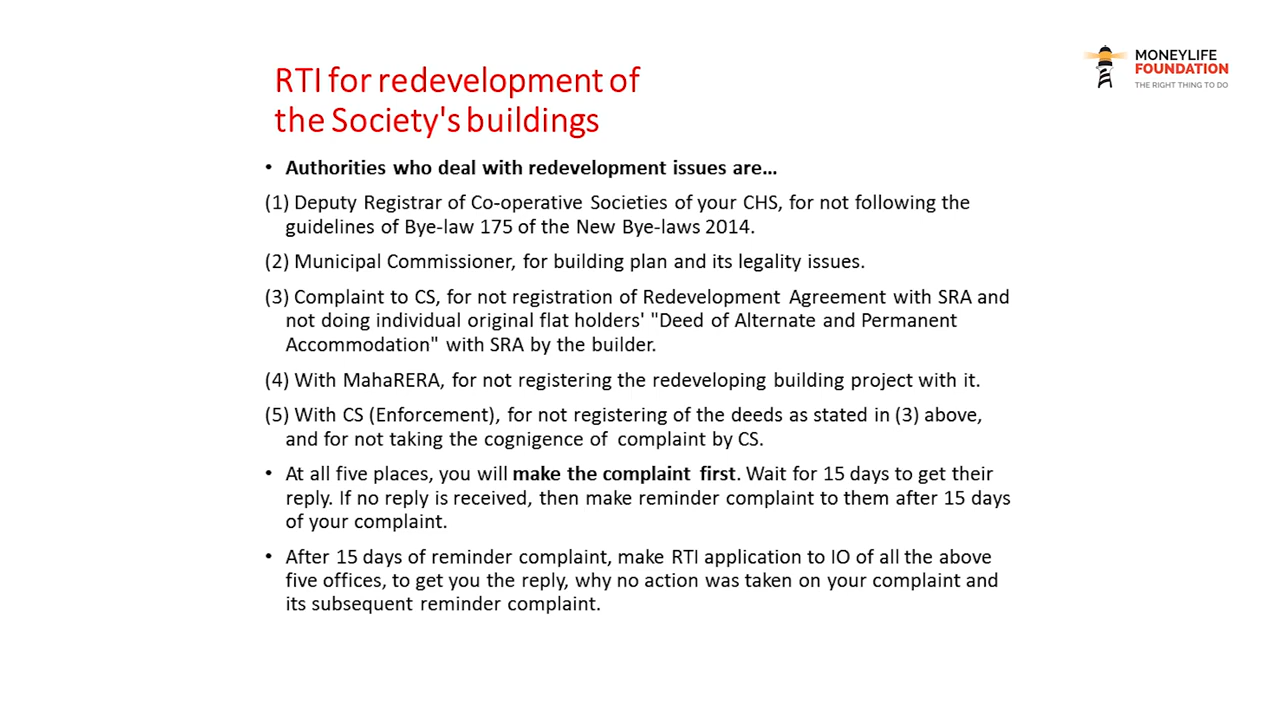 MONEYLIFE
FOUNDATION
THE RIGHT THING TO DO
RTI for redevelopment of
the Society's buildings
• Authorities who deal with redevelopment issues are...
(1) Deputy Registrar of Co-operative Societies of your CHS, for not following the
guidelines of Bye-law 175 of the New Bye-laws 2014.
(2) Municipal Commissioner, for building plan and its legality issues.
(3) Complaint to CS, for not registration of Redevelopment Agreement with SRA and
not doing individual original flat holders' "Deed of Alternate and Permanent
Accommodation" with SRA by the builder.
(4) With MahaRERA, for not registering the redeveloping building project with it.
(5) With CS (Enforcement), for not registering of the deeds as stated in (3) above,
and for not taking the cognigence of complaint by CS.
• At all five places, you will make the complaint first. Wait for 15 days to get their
reply. If no reply is received, then make reminder complaint to them after 15 days
of your complaint.
• After 15 days of reminder complaint, make RTI application to IO of all the above
five offices, to get you the reply, why no action was taken on your complaint and
its subsequent reminder complaint.